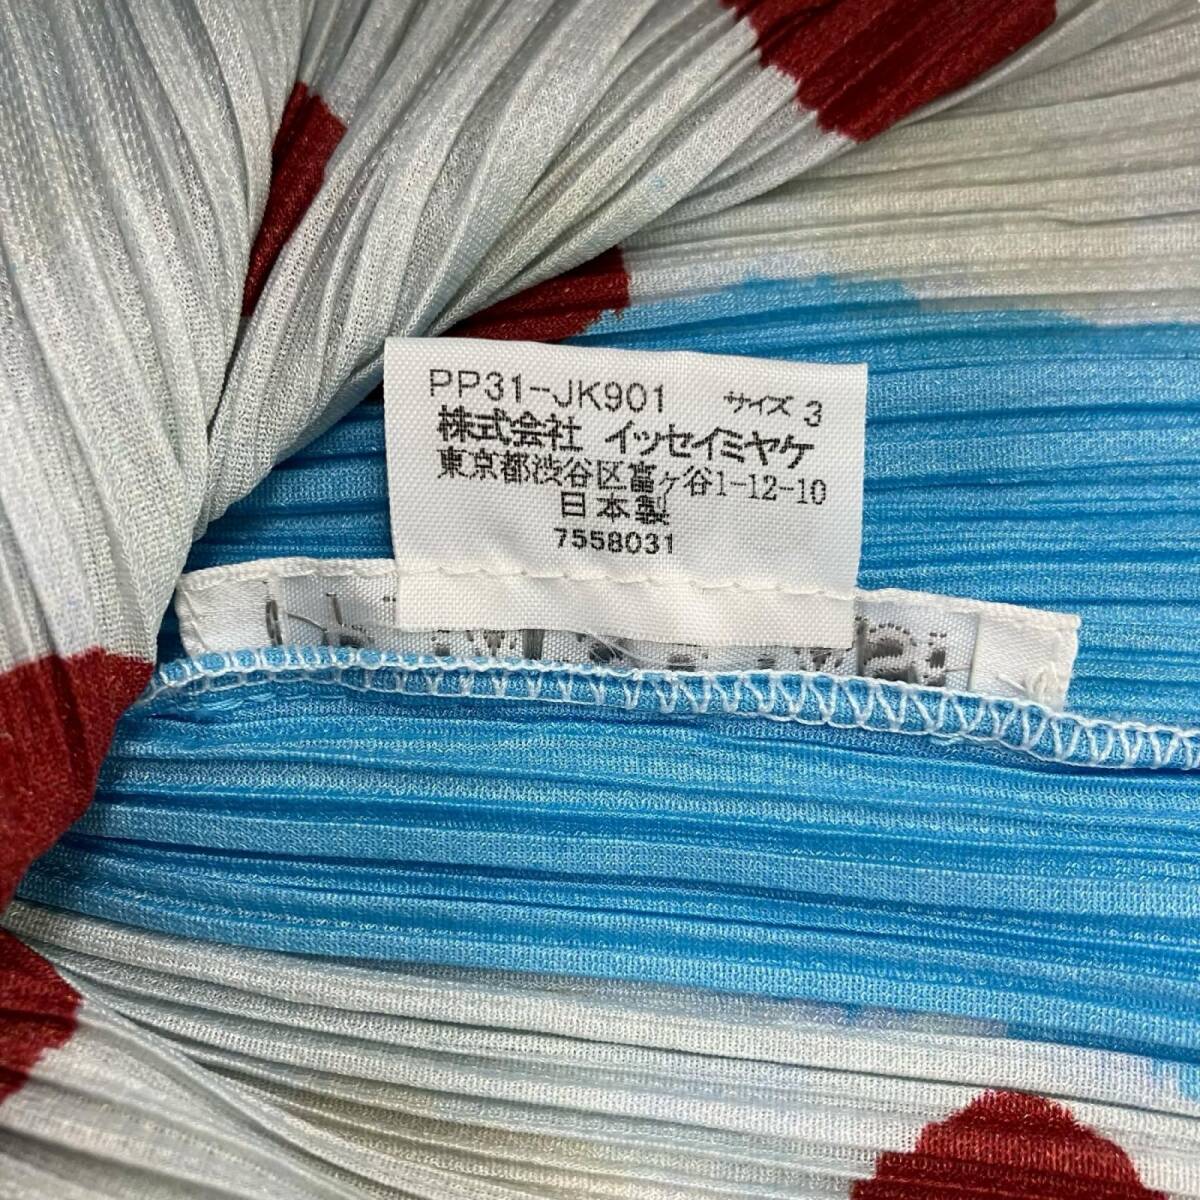 PP31-JK901 サイズ 3
株式会社 イッセイミヤケ
東京都渋谷区富ヶ谷1-12-10
日本製
7558031